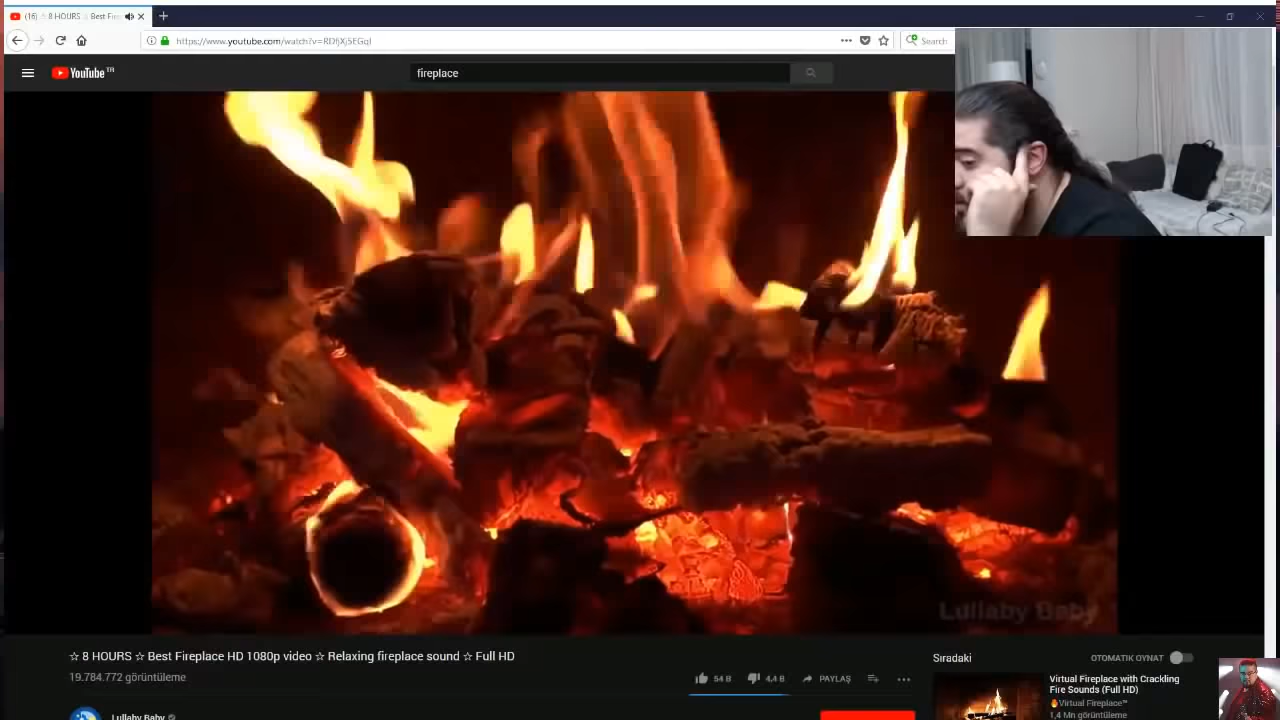 (16) ☆ 8 HOURS ☆ Best Fire
https://www.youtube.com/watch?v=RDfjXj5EGqI
Search
YouTube TR
fireplace
Lullaby Baby
☆ 8 HOURS ☆ Best Fireplace HD 1080p video ☆ Relaxing fireplace sound ☆ Full HD
19.784.772 görüntüleme
54 B
4,4 B
PAYLAŞ
Lullaby Baby
Sıradaki
OTOMATİK OYNAT
Virtual Fireplace with Crackling
Fire Sounds (Full HD)
Virtual Fireplace™
1,4 Mn görüntüleme